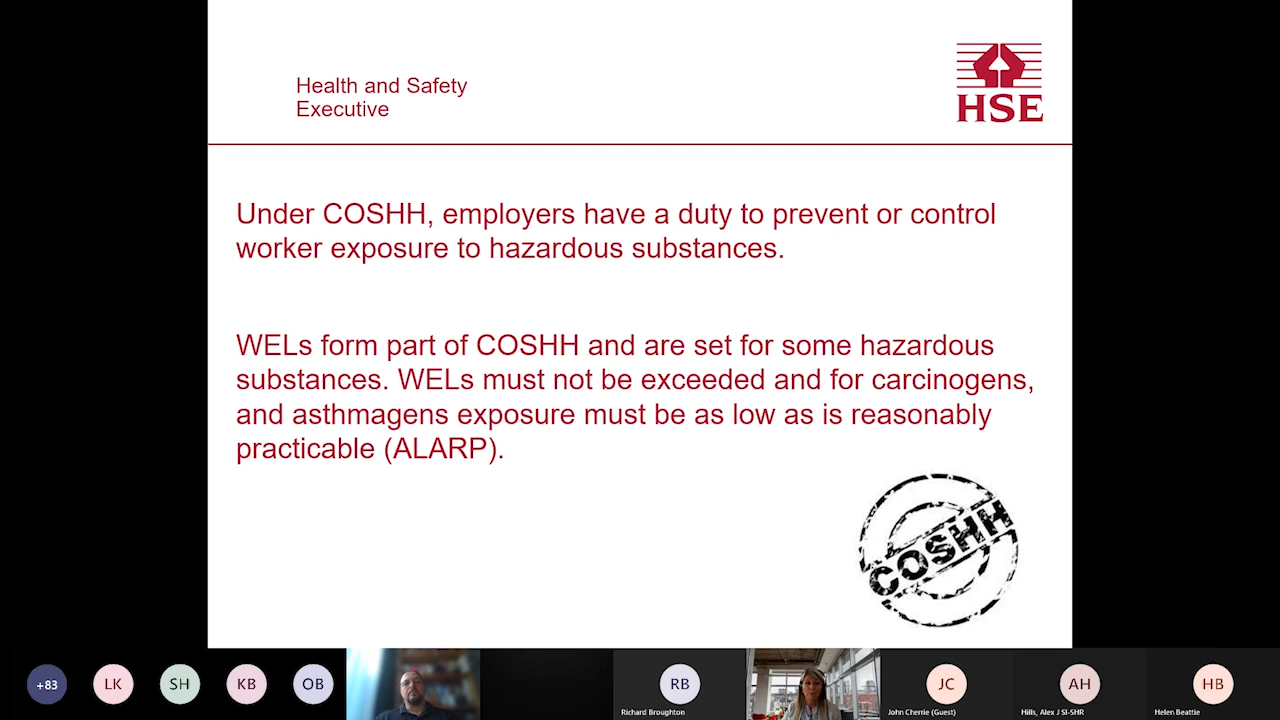 Health and Safety
Executive
HSE
Under COSHH, employers have a duty to prevent or control
worker exposure to hazardous substances.
WELs form part of COSHH and are set for some hazardous
substances. WELs must not be exceeded and for carcinogens,
and asthmagens exposure must be as low as is reasonably
practicable (ALARP).
COSHH
+83
LK
SH
KB
OB
RB
Richard Broughton
JC
John Cherrie (Guest)
AH
Hills, Alex J SI-SHR
HB
Helen Beattie